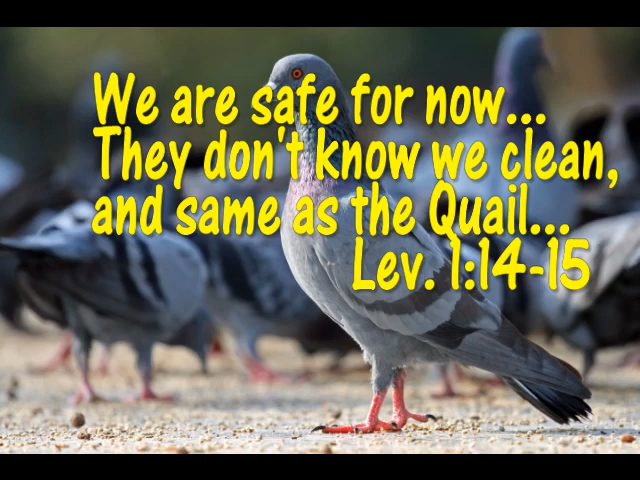 We are safe for now...
They don't know we clean,
and same as the Quail...
Lev. 1:14-15